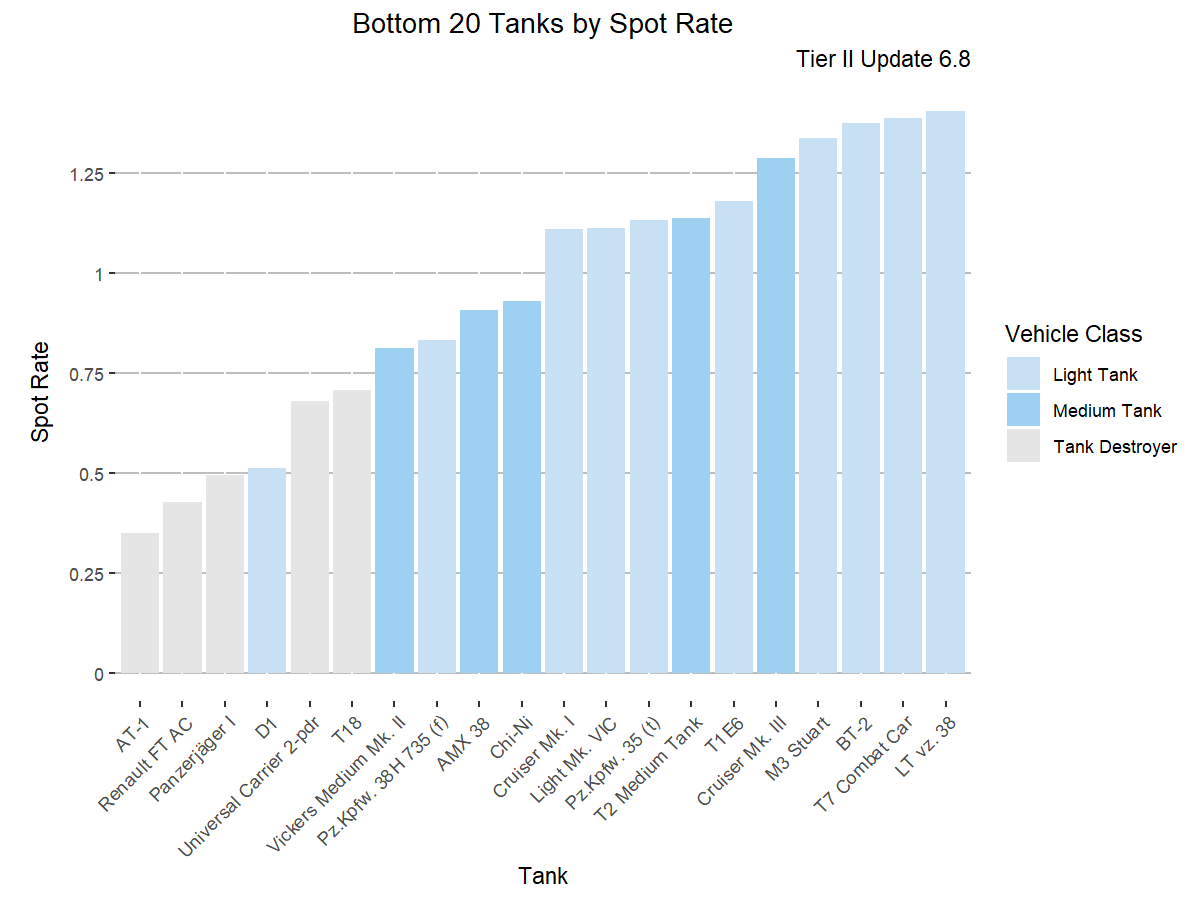 Bottom 20 Tanks by Spot Rate
Tier II Update 6.8
Spot Rate
1.25
1
0.75
0.5
0.25
0
AT-1
Renault FT AC
Panzerjäger I
D1
Universal Carrier 2-pdr
T18
Vickers Medium Mk. II
Pz.Kpfw. 38 H 735 (f)
AMX 38
Chi-Ni
Cruiser Mk. I
Light Mk. VIC
Pz.Kpfw. 35 (t)
T2 Medium Tank
T1 E6
Cruiser Mk. III
M3 Stuart
BT-2
T7 Combat Car
LT vz. 38
Tank
Vehicle Class
Light Tank
Medium Tank
Tank Destroyer